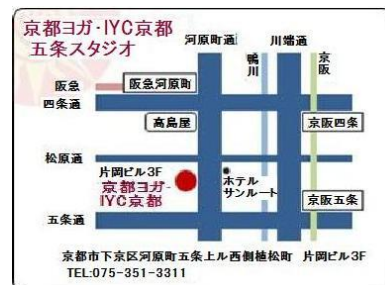 京都ヨガ・IYC京都
五条スタジオ
河原町通
川端通
鴨川
京阪
阪急
阪急河原町
四条通
高島屋
京阪四条
松原通
片岡ビル3F
京都ヨガ・
IYC京都
ホテル
サンルート
京阪五条
五条通
京都市下京区河原町五条上ル西側植松町 片岡ビル3F
TEL:075-351-3311